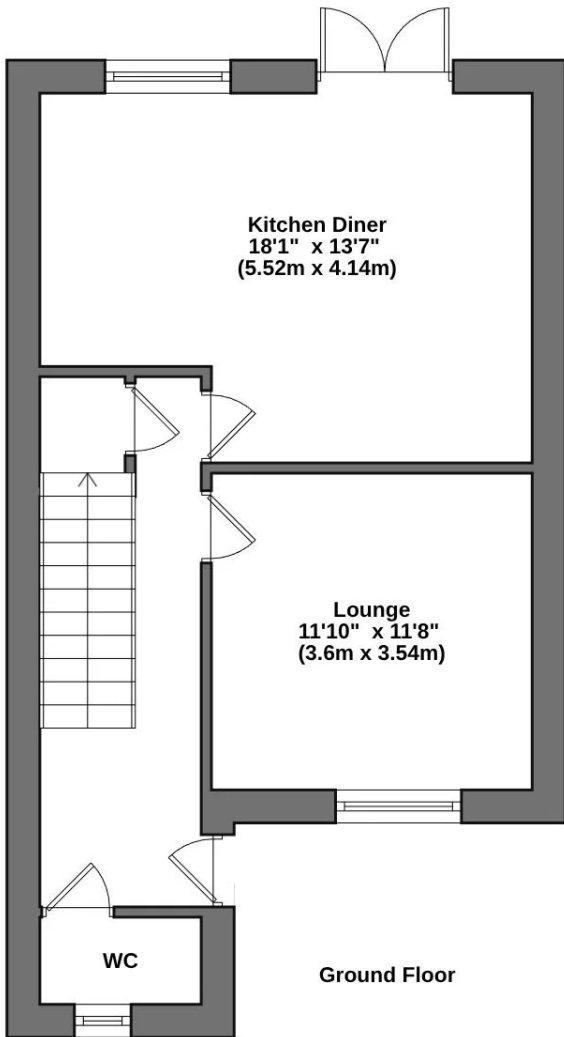 Kitchen Diner
18'1" x 13'7"
(5.52m x 4.14m)
Lounge
11'10" x 11'8"
(3.6m x 3.54m)
WC
Ground Floor